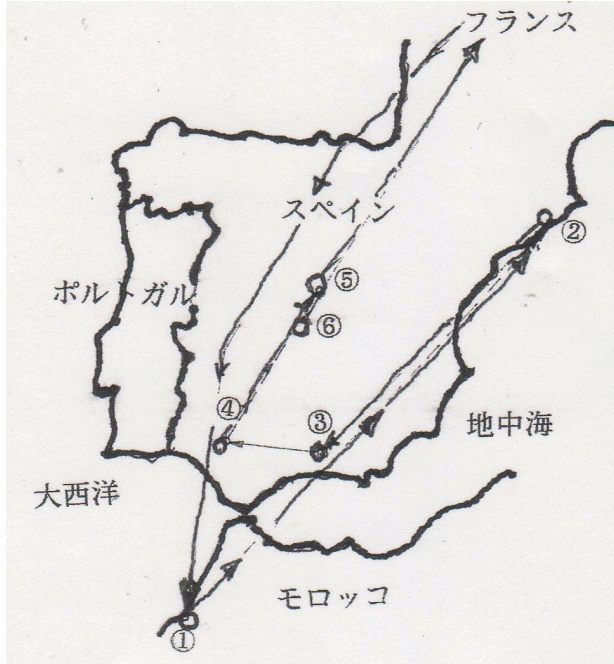 フランス
スペイン
②
⑤
ポルトガル
⑥
④
③
地中海
大西洋
モロッコ
①